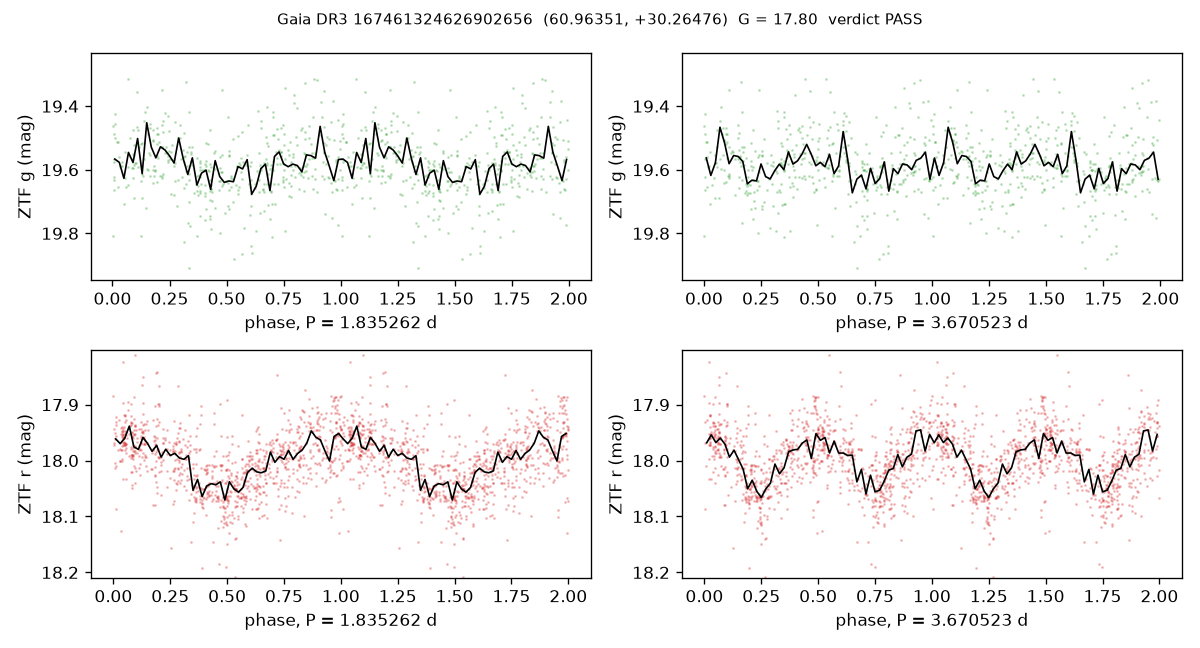 Gaia DR3 167461324626902656  (60.96351, +30.26476)  G = 17.80  verdict PASS
ZTF g (mag)
19.4
19.6
19.8
0.00 0.25 0.50 0.75 1.00 1.25 1.50 1.75 2.00
phase, P = 1.835262 d
ZTF g (mag)
19.4
19.6
19.8
0.00 0.25 0.50 0.75 1.00 1.25 1.50 1.75 2.00
phase, P = 3.670523 d
ZTF r (mag)
17.9
18.0
18.1
18.2
0.00 0.25 0.50 0.75 1.00 1.25 1.50 1.75 2.00
phase, P = 1.835262 d
ZTF r (mag)
17.9
18.0
18.1
18.2
0.00 0.25 0.50 0.75 1.00 1.25 1.50 1.75 2.00
phase, P = 3.670523 d